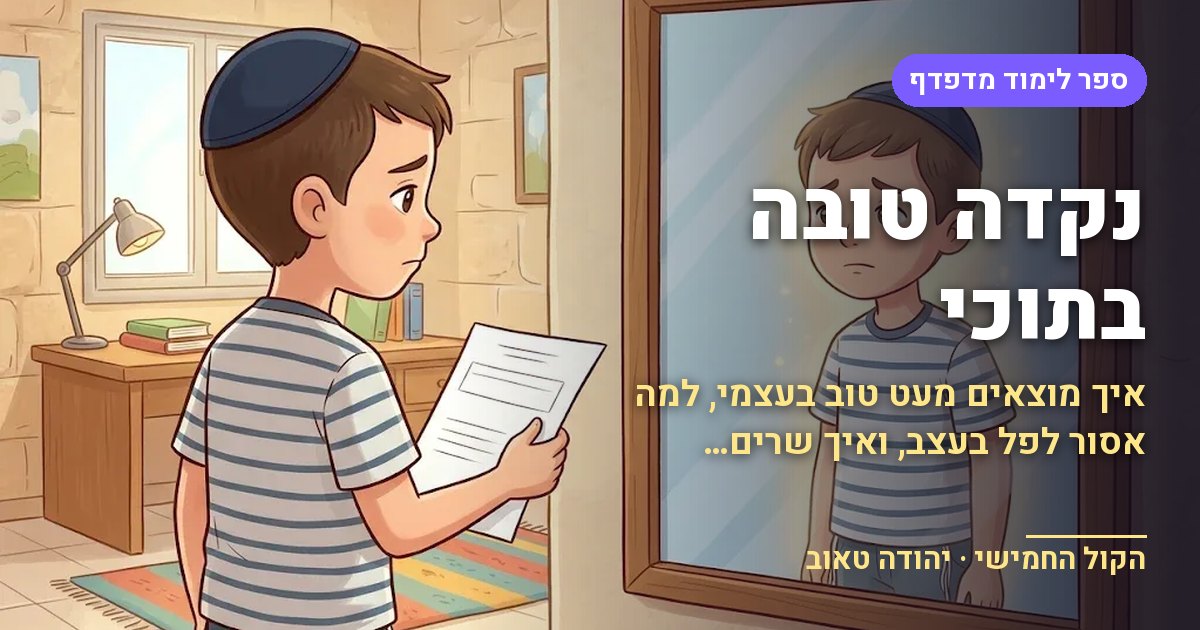 ספר לימוד מדפדף
נקדה טובה
בתוכי
איך מוצאים מעט טוב בעצמי, למה
אסור לפל בעצב, ואיך שרים...
הקול החמישי · יהודה טאוב